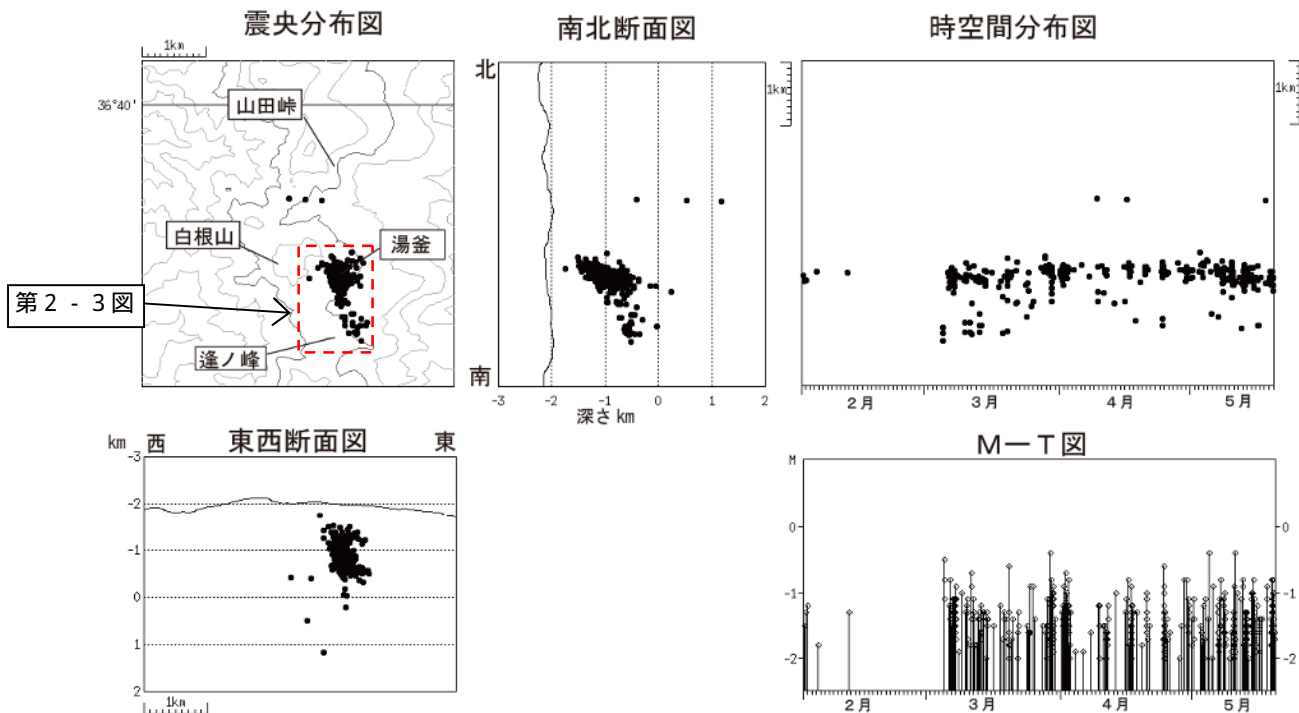 震央分布図
1km
36°40'
山田峠
白根山
湯釜
第2-3図
逢ノ峰
南北断面図
北
南
1km
-3 -2 -1 0 1 2
深さkm
時空間分布図
1km
2月 3月 4月 5月
東西断面図
km 西 東
-3
-2
-1
0
1
2
1km
M－T図
M
0 0
-1 -1
-2 -2
2月 3月 4月 5月